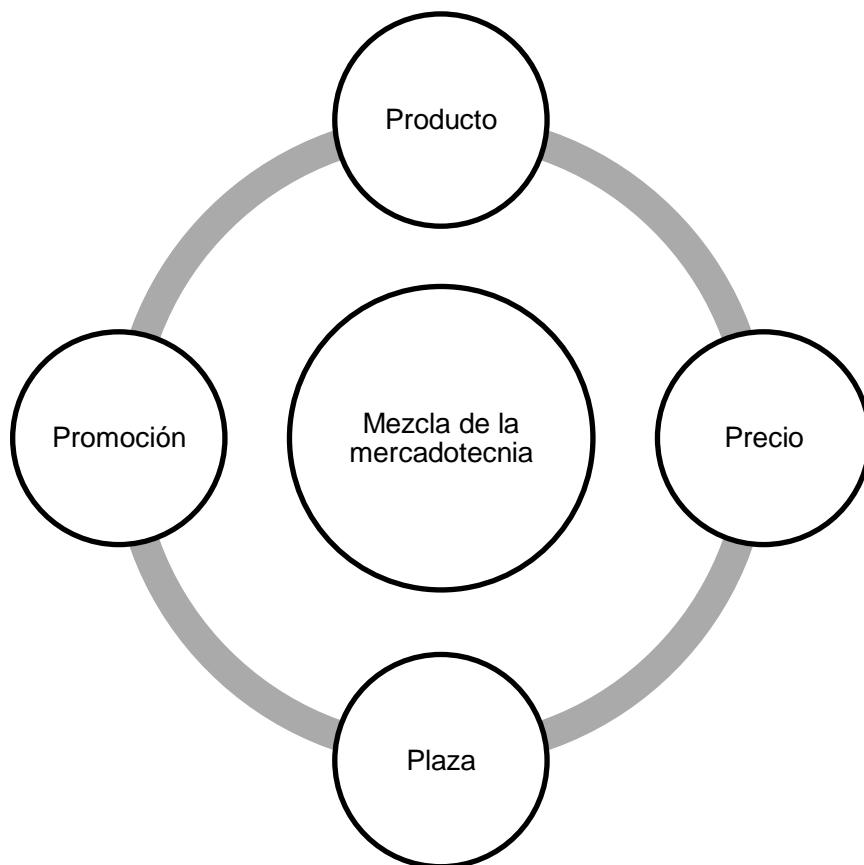 Producto
Promoción
Mezcla de la
mercadotecnia
Precio
Plaza